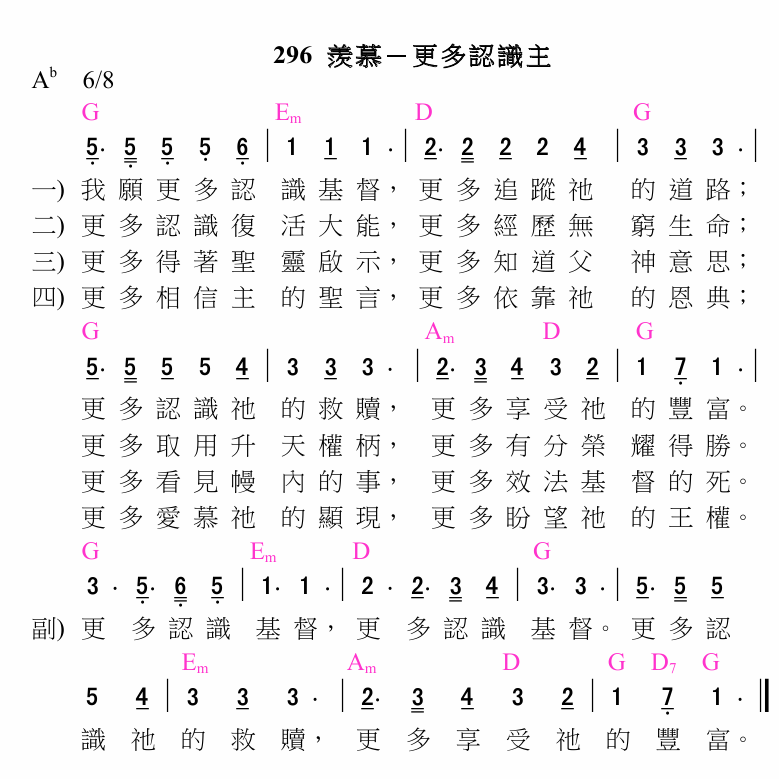 296 羨慕－更多認識主
A♭ 6/8
G Em D G
5· 5 5 5 6 | 1 1 1 · | 2· 2 2 2 4 | 3 3 3 · |
一) 我願更多認識基督，更多追蹤祂的道路；
二) 更多認識復活大能，更多經歷無窮生命；
三) 更多得著聖靈啟示，更多知道父神意思；
四) 更多相信主的聖言，更多依靠祂的恩典；
G Am D G
5· 5 5 5 4 | 3 3 3 · | 2· 3 4 3 2 | 1 7 1 · |
更多認識祂的救贖，更多享受祂的豐富。
更多取用升天權柄，更多有分榮耀得勝。
更多看見幔內的事，更多效法基督的死。
更多愛慕祂的顯現，更多盼望祂的王權。
G Em D G
3 · 5· 6 5 | 1· 1 · | 2 · 2· 3 4 | 3· 3 · | 5· 5 5
副) 更多認識基督，更多認識基督。更多認
Em Am D G D7 G
5 4 | 3 3 3 · | 2· 3 4 3 2 | 1 7 1 · ‖
識祂的救贖，更多享受祂的豐富。